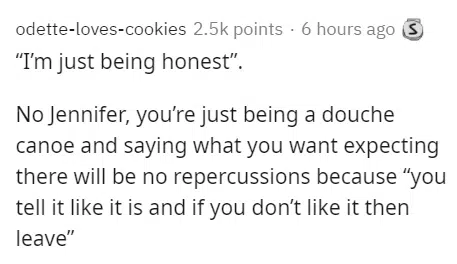 odette-loves-cookies 2.5k points · 6 hours ago S
“I’m just being honest”.
No Jennifer, you’re just being a douche
canoe and saying what you want expecting
there will be no repercussions because “you
tell it like it is and if you don’t like it then
leave”